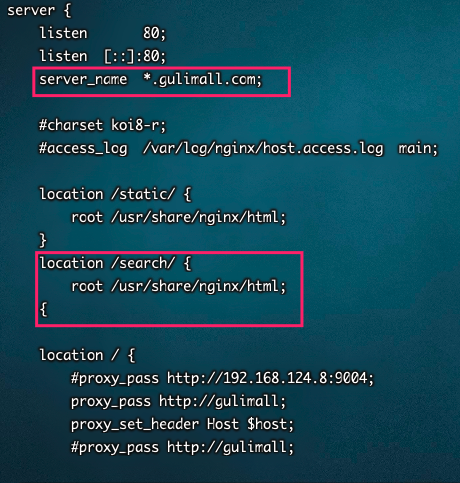 server {
    listen       80;
    listen  [::]:80;
    server_name  *.gulimall.com;
    #charset koi8-r;
    #access_log  /var/log/nginx/host.access.log  main;
    location /static/ {
        root /usr/share/nginx/html;
    }
    location /search/ {
        root /usr/share/nginx/html;
    {
    location / {
        #proxy_pass http://192.168.124.8:9004;
        proxy_pass http://gulimall;
        proxy_set_header Host $host;
        #proxy_pass http://gulimall;